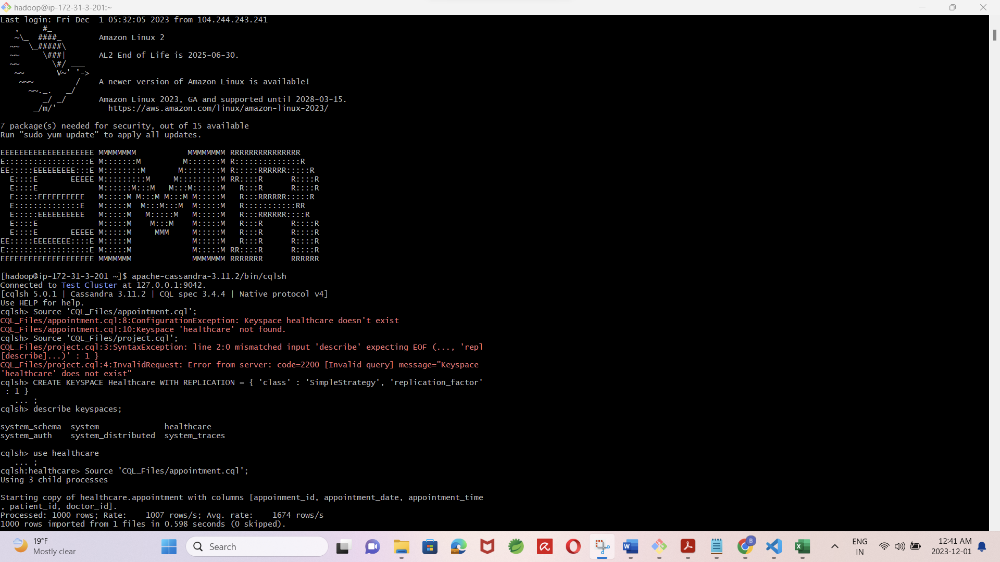 hadoop@ip-172-31-3-201:~
Last login: Fri Dec  1 05:32:05 2023 from 104.244.243.241
   ,     #_
   ~\_  ####_        Amazon Linux 2
  ~~  \_#####\
  ~~     \###|       AL2 End of Life is 2025-06-30.
  ~~       \#/ ___
   ~~       V~' '->
    ~~~         /    A newer version of Amazon Linux is available!
      ~~._.   _/
         _/ _/       Amazon Linux 2023, GA and supported until 2028-03-15.
       _/m/'           https://aws.amazon.com/linux/amazon-linux-2023/
7 package(s) needed for security, out of 15 available
Run "sudo yum update" to apply all updates.
EEEEEEEEEEEEEEEEEEEE MMMMMMMM           MMMMMMMM RRRRRRRRRRRRRRR
E::::::::::::::::::E M:::::::M         M:::::::M R::::::::::::::R
EE:::::EEEEEEEEE:::E M::::::::M       M::::::::M R:::::RRRRRR:::::R
  E::::E       EEEEE M:::::::::M     M:::::::::M RR::::R      R::::R
  E::::E             M::::::M:::M   M:::M::::::M   R:::R      R::::R
  E:::::EEEEEEEEEE   M:::::M M:::M M:::M M:::::M   R:::RRRRRR:::::R
  E::::::::::::::E   M:::::M  M:::M:::M  M:::::M   R:::::::::::RR
  E:::::EEEEEEEEEE   M:::::M   M:::::M   M:::::M   R:::RRRRRR::::R
  E::::E             M:::::M    M:::M    M:::::M   R:::R      R::::R
  E::::E       EEEEE M:::::M     MMM     M:::::M   R:::R      R::::R
EE:::::EEEEEEEE::::E M:::::M             M:::::M   R:::R      R::::R
E::::::::::::::::::E M:::::M             M:::::M RR::::R      R::::R
EEEEEEEEEEEEEEEEEEEE MMMMMMM             MMMMMMM RRRRRRR      RRRRRR
[hadoop@ip-172-31-3-201 ~]$ apache-cassandra-3.11.2/bin/cqlsh
Connected to Test Cluster at 127.0.0.1:9042.
[cqlsh 5.0.1 | Cassandra 3.11.2 | CQL spec 3.4.4 | Native protocol v4]
Use HELP for help.
cqlsh> Source 'CQL_Files/appointment.cql';
CQL_Files/appointment.cql:8:ConfigurationException: Keyspace healthcare doesn't exist
CQL_Files/appointment.cql:10:Keyspace 'healthcare' not found.
cqlsh> Source 'CQL_Files/project.cql';
CQL_Files/project.cql:3:SyntaxException: line 2:0 mismatched input 'describe' expecting EOF (..., 'repl
[describe]...)' : 1 }
CQL_Files/project.cql:4:InvalidRequest: Error from server: code=2200 [Invalid query] message="Keyspace
'healthcare' does not exist"
cqlsh> CREATE KEYSPACE Healthcare WITH REPLICATION = { 'class' : 'SimpleStrategy', 'replication_factor'
 : 1 }
   ... ;
cqlsh> describe keyspaces;
system_schema  system              healthcare
system_auth    system_distributed  system_traces
cqlsh> use healthcare
   ... ;
cqlsh:healthcare> Source 'CQL_Files/appointment.cql';
Using 3 child processes
Starting copy of healthcare.appointment with columns [appoinment_id, appointment_date, appointment_time
, patient_id, doctor_id].
Processed: 1000 rows; Rate:    1007 rows/s; Avg. rate:    1674 rows/s
1000 rows imported from 1 files in 0.598 seconds (0 skipped).
19°F
Mostly clear
Search
W
B
X
ENG
IN
12:41 AM
2023-12-01